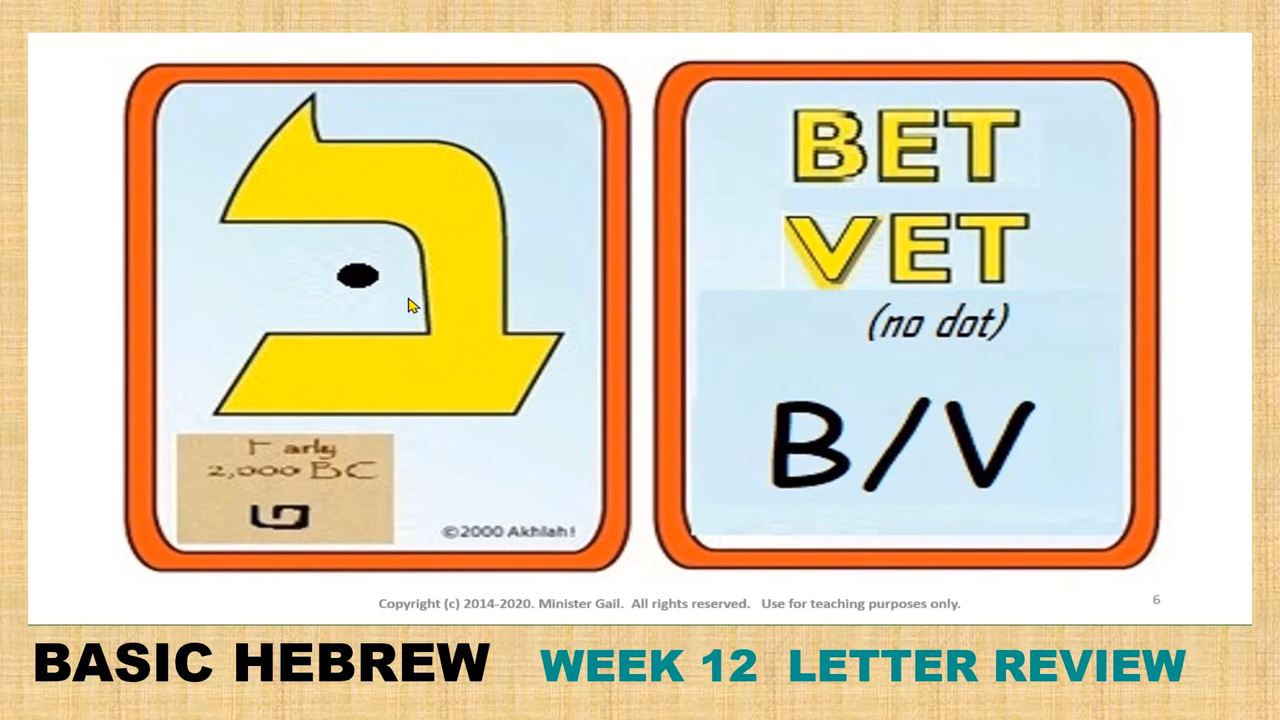 בּ
Early
2,000 BC
©2000 Akhlah!
BET
VET
(no dot)
B/V
Copyright (c) 2014-2020. Minister Gail. All rights reserved. Use for teaching purposes only.
6
BASIC HEBREW WEEK 12 LETTER REVIEW